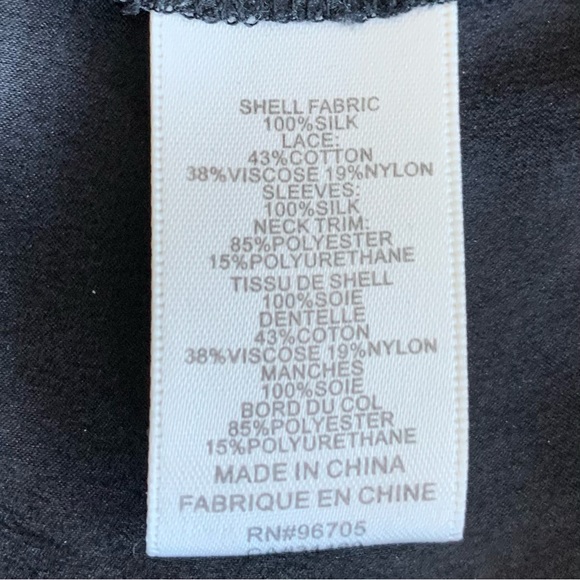 SHELL FABRIC
100%SILK
LACE:
43%COTTON
38%VISCOSE 19%NYLON
SLEEVES:
100%SILK
NECK TRIM:
85%POLYESTER
15%POLYURETHANE
TISSU DE SHELL
100%SOIE
DENTELLE
43%COTON
38%VISCOSE 19%NYLON
MANCHES
100%SOIE
BORD DU COL
85%POLYESTER
15%POLYURETHANE
MADE IN CHINA
FABRIQUE EN CHINE
RN#96705